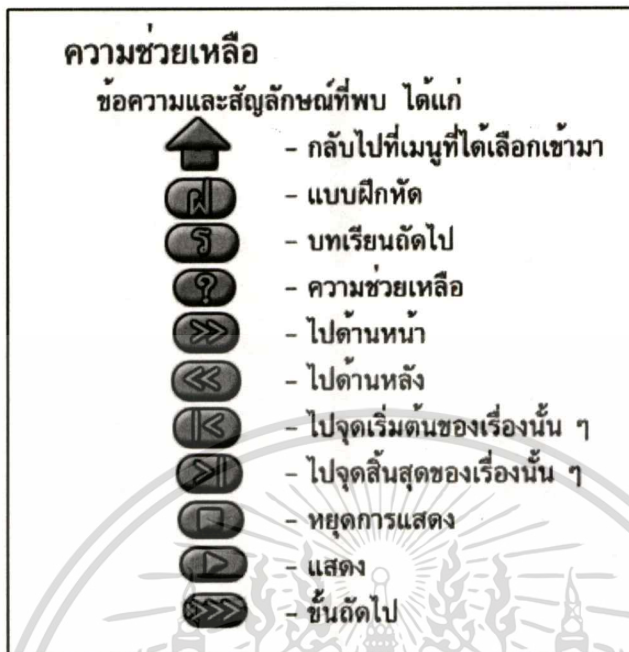 ความช่วยเหลือ
ข้อความและสัญลักษณ์ที่พบ ได้แก่
- กลับไปที่เมนูที่ได้เลือกเข้ามา
ฝ - แบบฝึกหัด
ร - บทเรียนถัดไป
? - ความช่วยเหลือ
- ไปด้านหน้า
- ไปด้านหลัง
- ไปจุดเริ่มต้นของเรื่องนั้น ๆ
- ไปจุดสิ้นสุดของเรื่องนั้น ๆ
- หยุดการแสดง
- แสดง
- ขั้นถัดไป